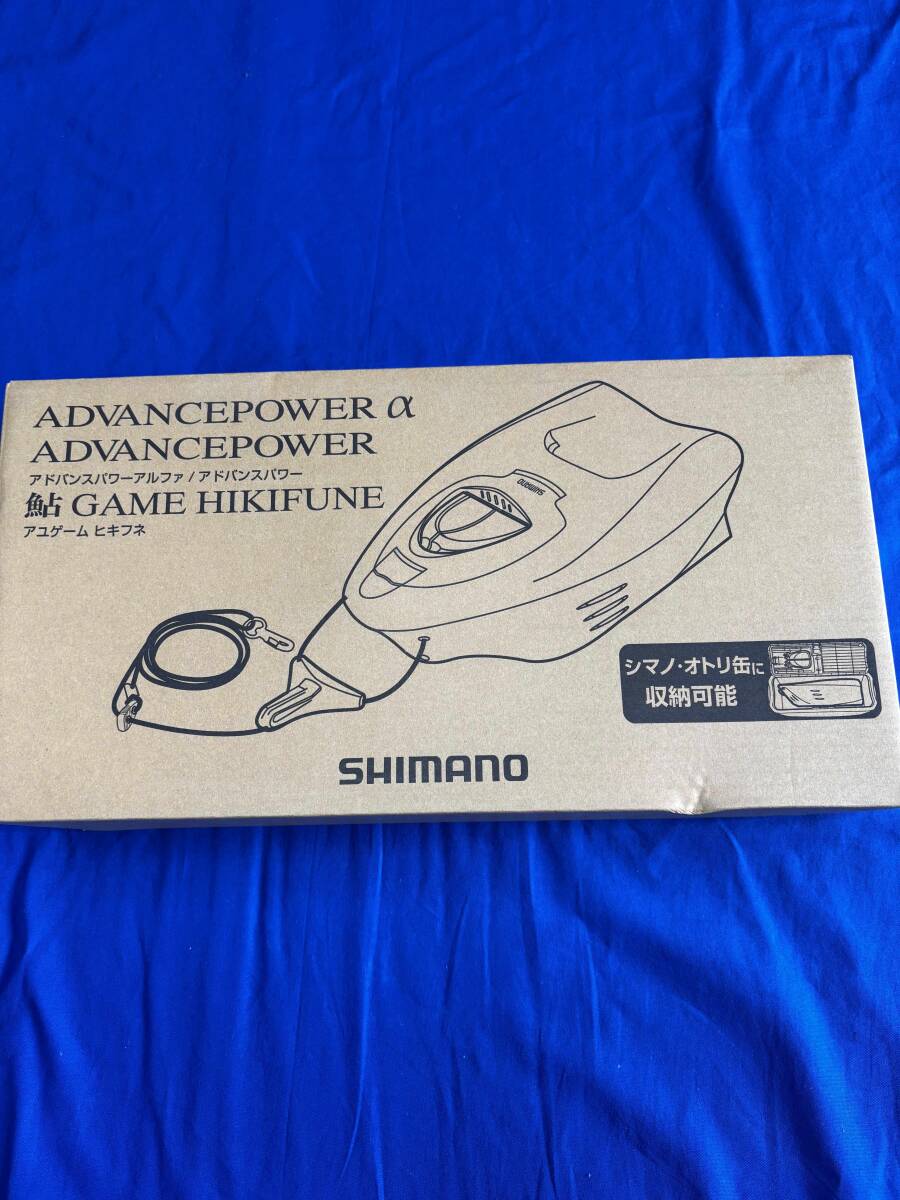 ADVANCEPOWER α
ADVANCEPOWER
アドバンスパワーアルファ / アドバンスパワー
鮎 GAME HIKIFUNE
アユゲーム ヒキフネ
SHIMANO
シマノ・オトリ缶に
収納可能
SHIMANO